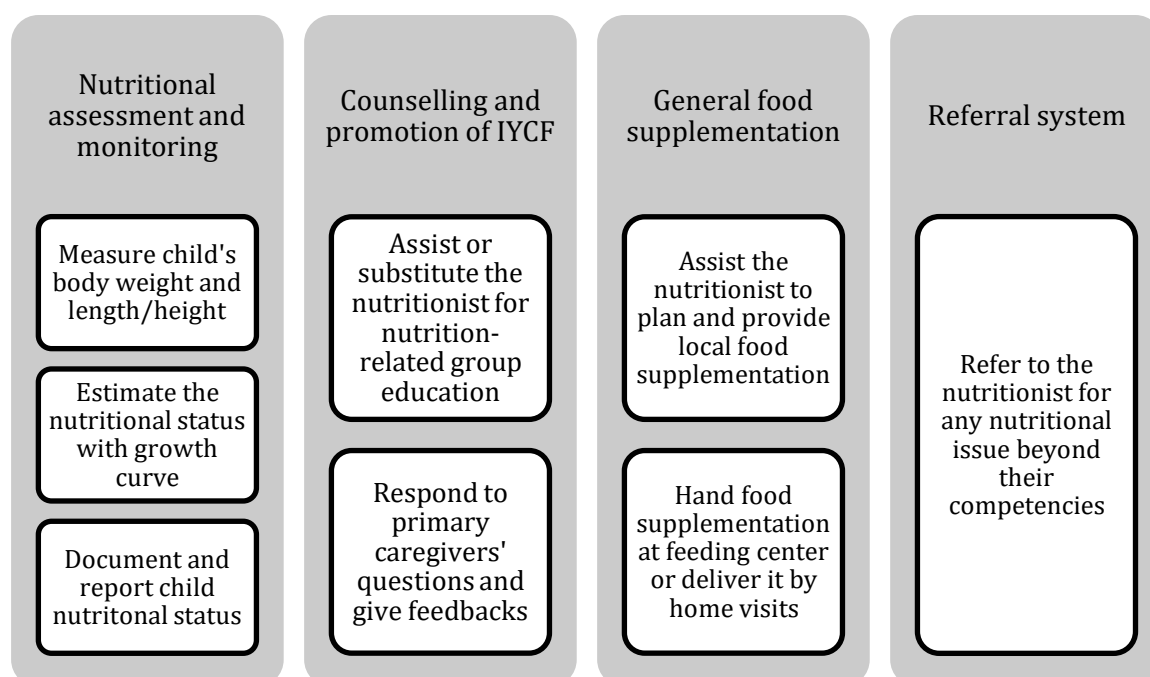 Nutritional
assessment and
monitoring
Measure child's
body weight and
length/height
Estimate the
nutritional status
with growth
curve
Document and
report child
nutritonal status
Counselling and
promotion of IYCF
Assist or
substitute the
nutritionist for
nutrition-
related group
education
Respond to
primary
caregivers'
questions and
give feedbacks
General food
supplementation
Assist the
nutritionist to
plan and provide
local food
supplementation
Hand food
supplementation
at feeding center
or deliver it by
home visits
Referral system
Refer to the
nutritionist for
any nutritional
issue beyond
their
competencies